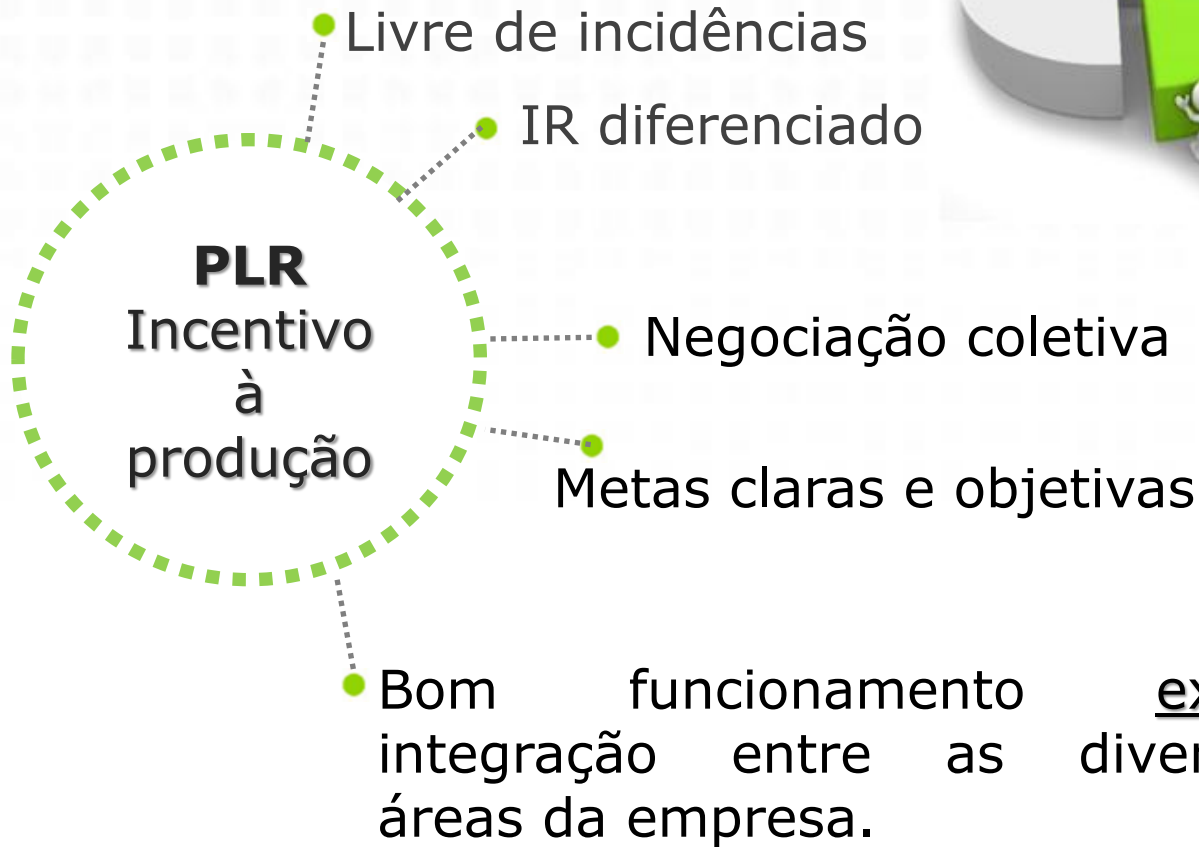 Livre de incidências
IR diferenciado
PLR
Incentivo
à
produção
Negociação coletiva
Metas claras e objetivas
Bom funcionamento
integração entre as
áreas da empresa.